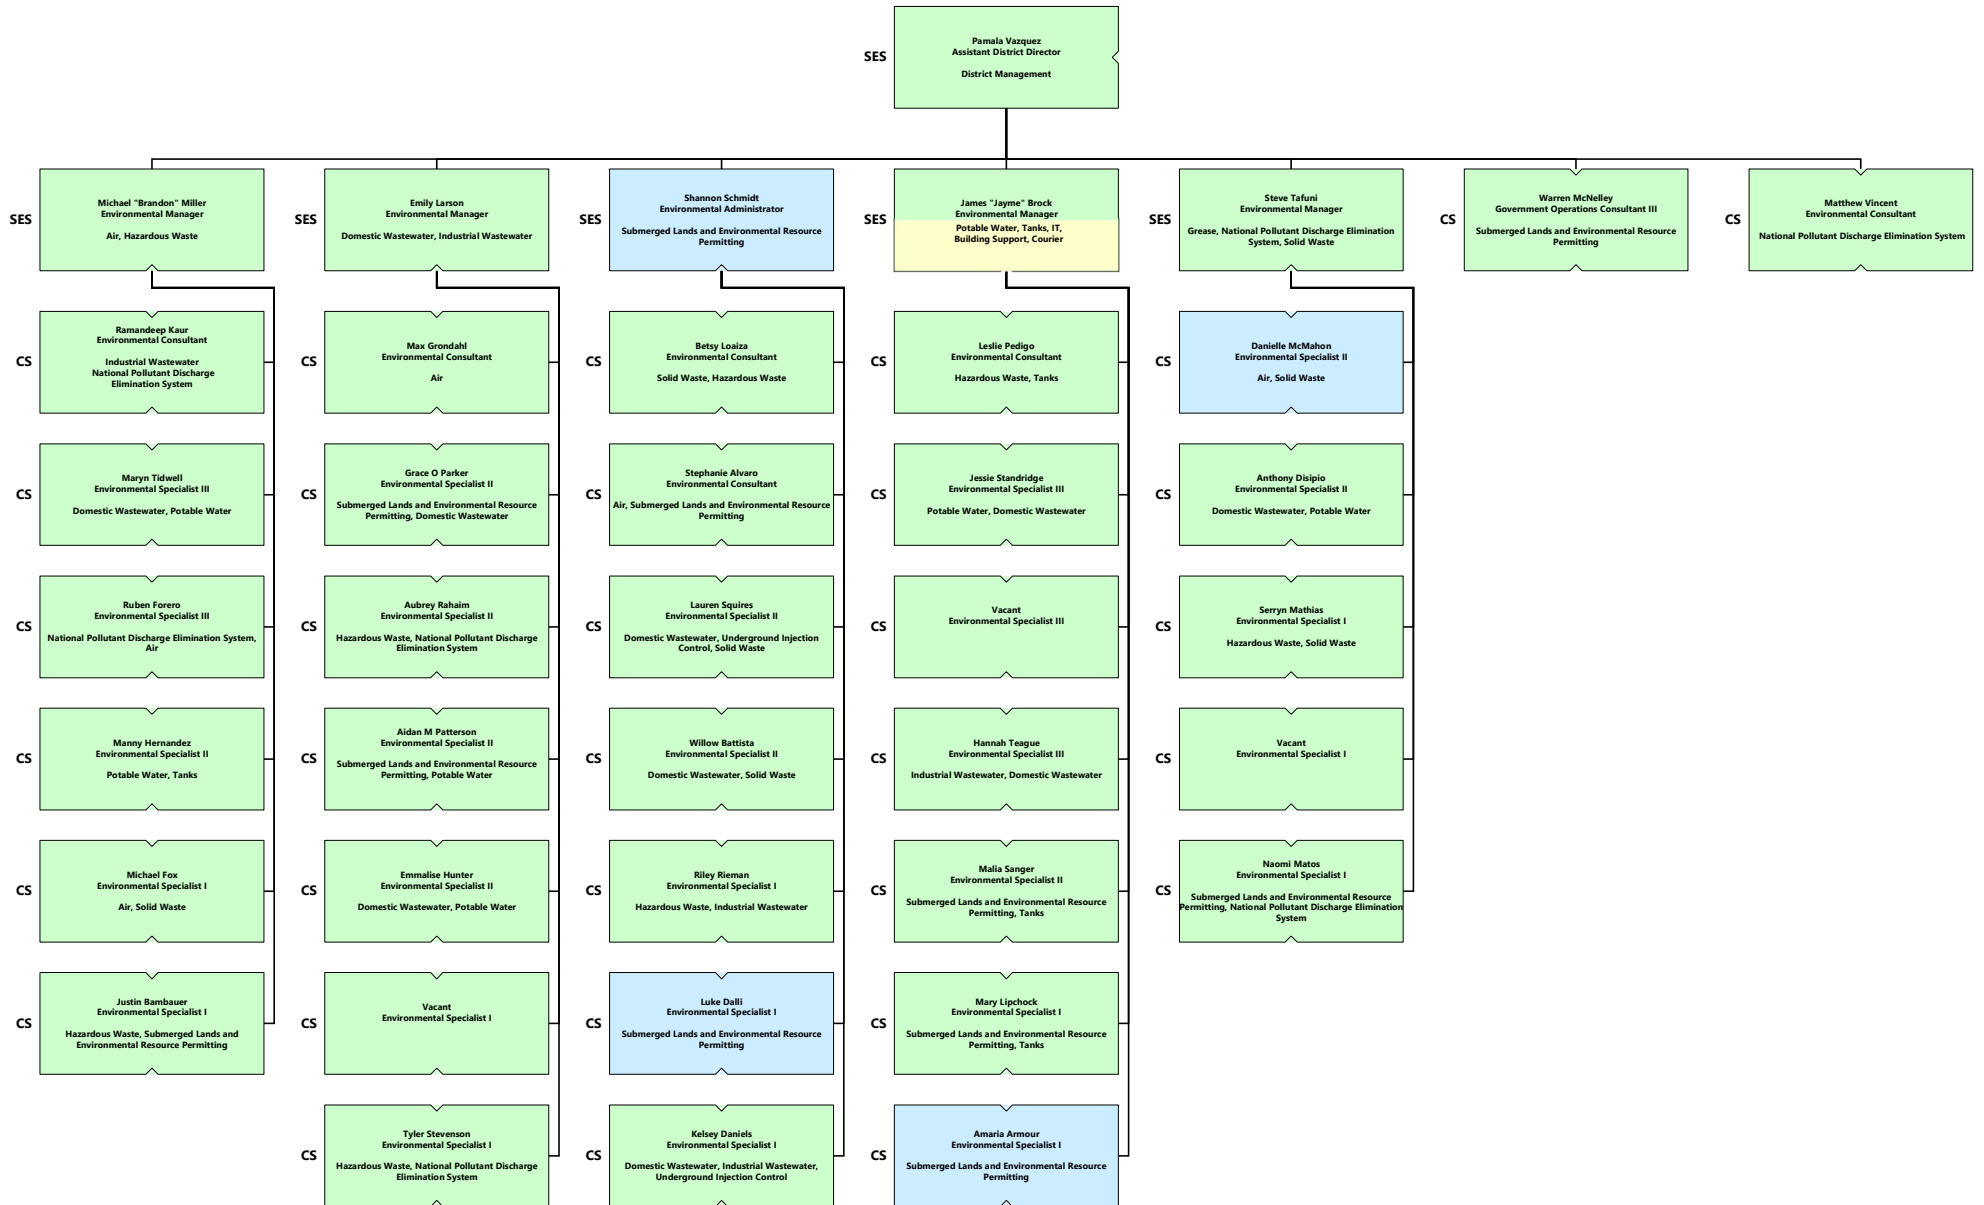 SES
Pamala Vazquez
Assistant District Director
District Management
SES
Michael "Brandon" Miller
Environmental Manager
Air, Hazardous Waste
SES
Emily Larson
Environmental Manager
Domestic Wastewater, Industrial Wastewater
SES
Shannon Schmidt
Environmental Administrator
Submerged Lands and Environmental Resource
Permitting
SES
James "Jayme" Brock
Environmental Manager
Potable Water, Tanks, IT,
Building Support, Courier
SES
Steve Tafuni
Environmental Manager
Grease, National Pollutant Discharge Elimination
System, Solid Waste
CS
Warren McNelley
Government Operations Consultant III
Submerged Lands and Environmental Resource
Permitting
CS
Matthew Vincent
Environmental Consultant
National Pollutant Discharge Elimination System
CS
Ramandeep Kaur
Environmental Consultant
Industrial Wastewater
National Pollutant Discharge
Elimination System
CS
Max Grondahl
Environmental Consultant
Air
CS
Betsy Loaiza
Environmental Consultant
Solid Waste, Hazardous Waste
CS
Leslie Pedigo
Environmental Consultant
Hazardous Waste, Tanks
CS
Danielle McMahon
Environmental Specialist II
Air, Solid Waste
CS
Maryn Tidwell
Environmental Specialist III
Domestic Wastewater, Potable Water
CS
Grace O Parker
Environmental Specialist II
Submerged Lands and Environmental Resource
Permitting, Domestic Wastewater
CS
Stephanie Alvaro
Environmental Consultant
Air, Submerged Lands and Environmental Resource
Permitting
CS
Jessie Standridge
Environmental Specialist III
Potable Water, Domestic Wastewater
CS
Anthony Disipio
Environmental Specialist II
Domestic Wastewater, Potable Water
CS
Ruben Forero
Environmental Specialist III
National Pollutant Discharge Elimination System,
Air
CS
Aubrey Rahaim
Environmental Specialist II
Hazardous Waste, National Pollutant Discharge
Elimination System
CS
Lauren Squires
Environmental Specialist II
Domestic Wastewater, Underground Injection
Control, Solid Waste
CS
Vacant
Environmental Specialist III
CS
Serryn Mathias
Environmental Specialist I
Hazardous Waste, Solid Waste
CS
Manny Hernandez
Environmental Specialist II
Potable Water, Tanks
CS
Aidan M Patterson
Environmental Specialist II
Submerged Lands and Environmental Resource
Permitting, Potable Water
CS
Willow Battista
Environmental Specialist II
Domestic Wastewater, Solid Waste
CS
Hannah Teague
Environmental Specialist III
Industrial Wastewater, Domestic Wastewater
CS
Vacant
Environmental Specialist I
CS
Michael Fox
Environmental Specialist I
Air, Solid Waste
CS
Emmalise Hunter
Environmental Specialist II
Domestic Wastewater, Potable Water
CS
Riley Rieman
Environmental Specialist I
Hazardous Waste, Industrial Wastewater
CS
Malia Sanger
Environmental Specialist II
Submerged Lands and Environmental Resource
Permitting, Tanks
CS
Naomi Matos
Environmental Specialist I
Submerged Lands and Environmental Resource
Permitting, National Pollutant Discharge Elimination
System
CS
Justin Bambauer
Environmental Specialist I
Hazardous Waste, Submerged Lands and
Environmental Resource Permitting
CS
Vacant
Environmental Specialist I
CS
Luke Dalli
Environmental Specialist I
Submerged Lands and Environmental Resource
Permitting
CS
Mary Lipchock
Environmental Specialist I
Submerged Lands and Environmental Resource
Permitting, Tanks
CS
Tyler Stevenson
Environmental Specialist I
Hazardous Waste, National Pollutant Discharge
Elimination System
CS
Kelsey Daniels
Environmental Specialist I
Domestic Wastewater, Industrial Wastewater,
Underground Injection Control
CS
Amaria Armour
Environmental Specialist I
Submerged Lands and Environmental Resource
Permitting